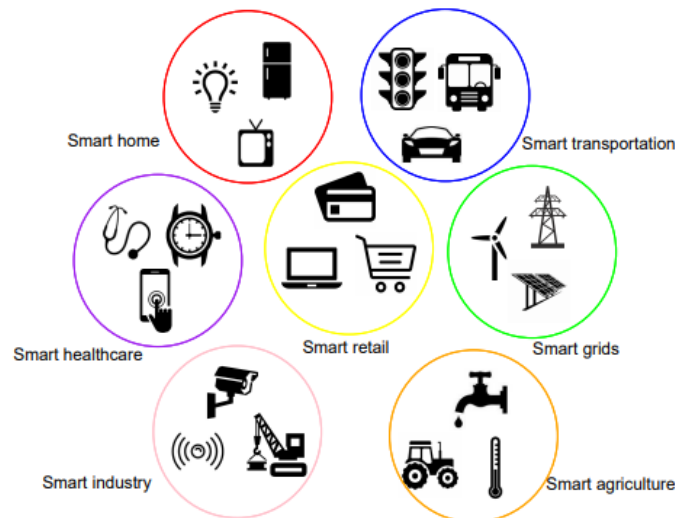 Smart home
Smart transportation
Smart healthcare
Smart retail
Smart grids
Smart industry
Smart agriculture